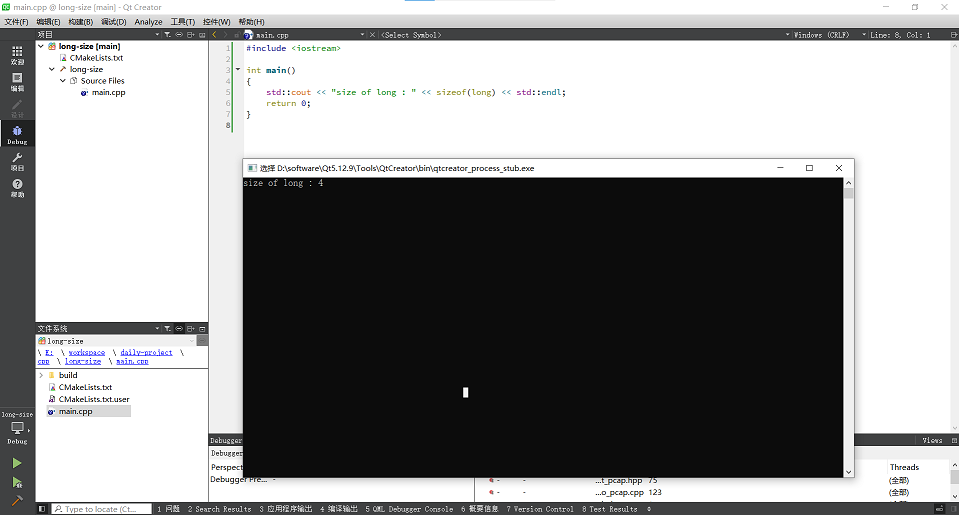 main.cpp @ long-size [main] - Qt Creator
文件(F) 编辑(E) 构建(B) 调试(D) Analyze 工具(T) 控件(W) 帮助(H)
项目
main.cpp
<Select Symbol>
Windows (CRLF)
Line: 8, Col: 1
欢迎
编辑
设计
Debug
项目
帮助
long-size [main]
CMakeLists.txt
long-size
Source Files
main.cpp
1 #include <iostream>
2
3 int main()
4 {
5 std::cout << "size of long : " << sizeof(long) << std::endl;
6 return 0;
7 }
8
选择 D:\software\Qt5.12.9\Tools\QtCreator\bin\qtcreator_process_stub.exe
size of long : 4
文件系统
long-size
\ K: \ workspace \ daily-project \
cpp \ long-size \ main.cpp
build
CMakeLists.txt
CMakeLists.txt.user
main.cpp
long-size
Debug
Debugger
Views
Debugger
Perspect
Debugger Pre... -
Threads
- - ...t_pcap.hpp 75 (全部)
- - ...o_pcap.cpp 123 (全部)
Type to locate (Ct...
1 问题 2 Search Results 3 应用程序输出 4 编译输出 5 QML Debugger Console 6 概要信息 7 Version Control 8 Test Results